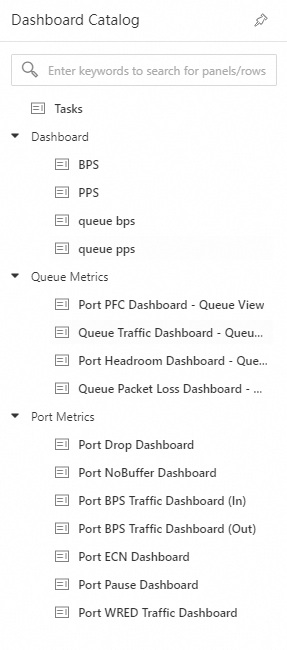 Dashboard Catalog
Enter keywords to search for panels/rows
Tasks
Dashboard
BPS
PPS
queue bps
queue pps
Queue Metrics
Port PFC Dashboard - Queue View
Queue Traffic Dashboard - Queu...
Port Headroom Dashboard - Que...
Queue Packet Loss Dashboard - ...
Port Metrics
Port Drop Dashboard
Port NoBuffer Dashboard
Port BPS Traffic Dashboard (In)
Port BPS Traffic Dashboard (Out)
Port ECN Dashboard
Port Pause Dashboard
Port WRED Traffic Dashboard